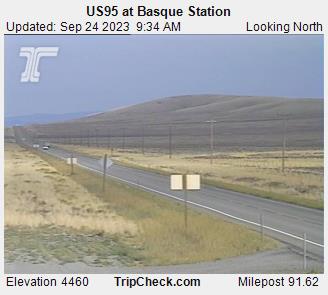 US95 at Basque Station
Updated: Sep 24 2023 9:34 AM Looking North
Elevation 4460 TripCheck.com Milepost 91.62